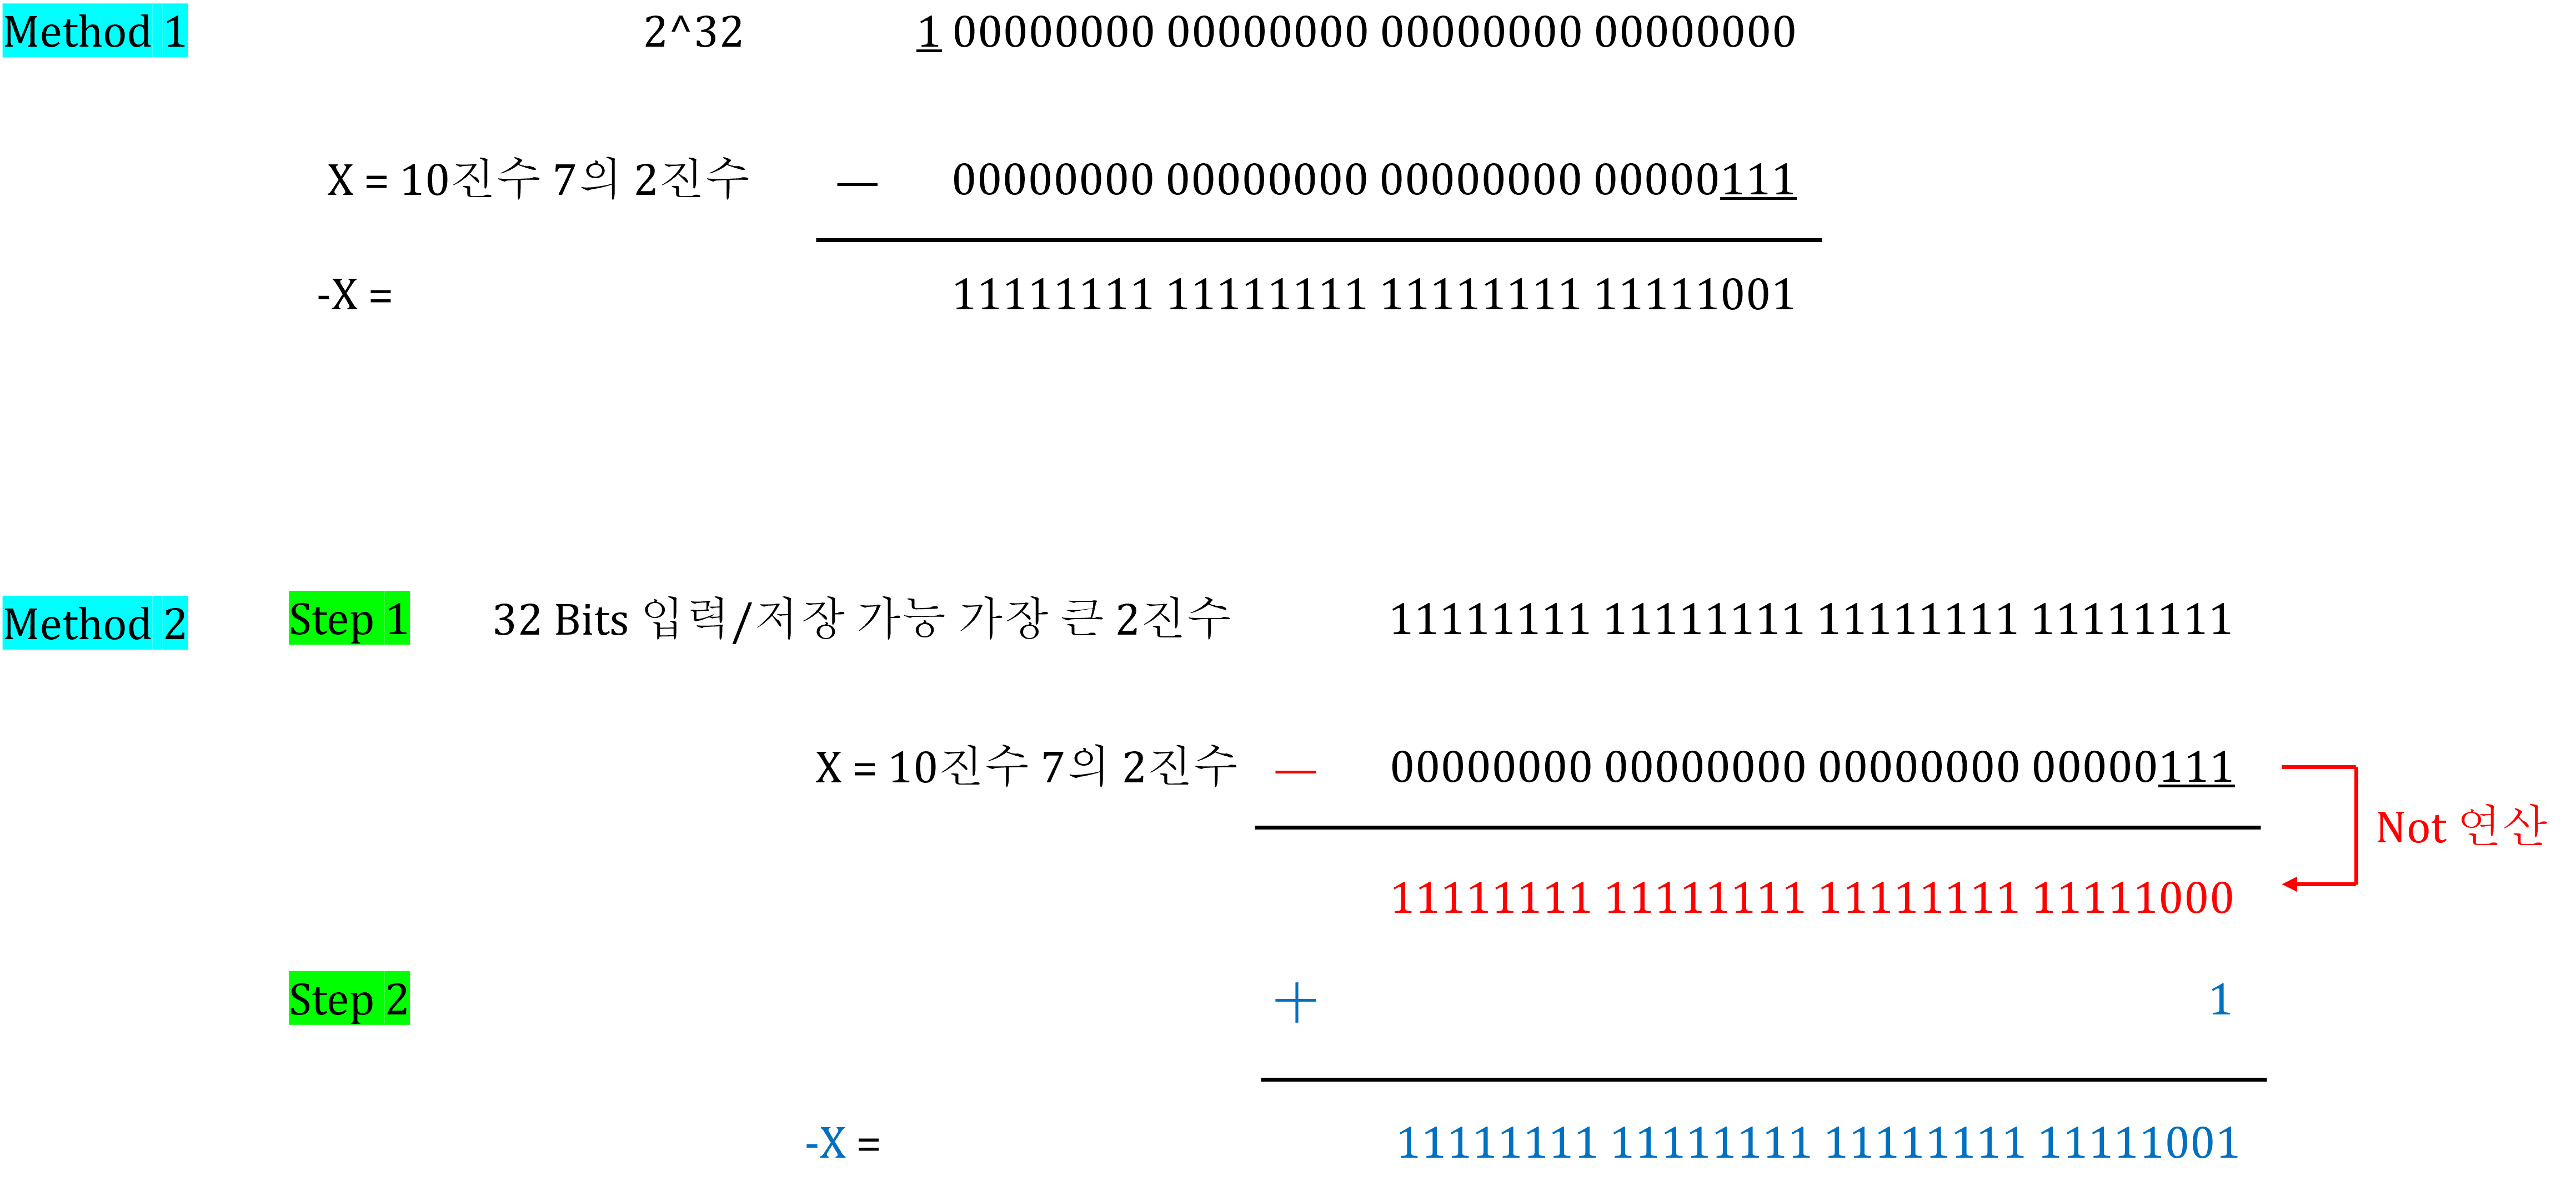 Method 1 2^32 1 00000000 00000000 00000000 00000000
X = 10진수 7의 2진수 — 00000000 00000000 00000000 00000111
-X = 11111111 11111111 11111111 11111001
Method 2 Step 1 32 Bits 입력/저장 가능 가장 큰 2진수 11111111 11111111 11111111 11111111
X = 10진수 7의 2진수 — 00000000 00000000 00000000 00000111
Not 연산
11111111 11111111 11111111 11111000
Step 2 + 1
-X = 11111111 11111111 11111111 11111001